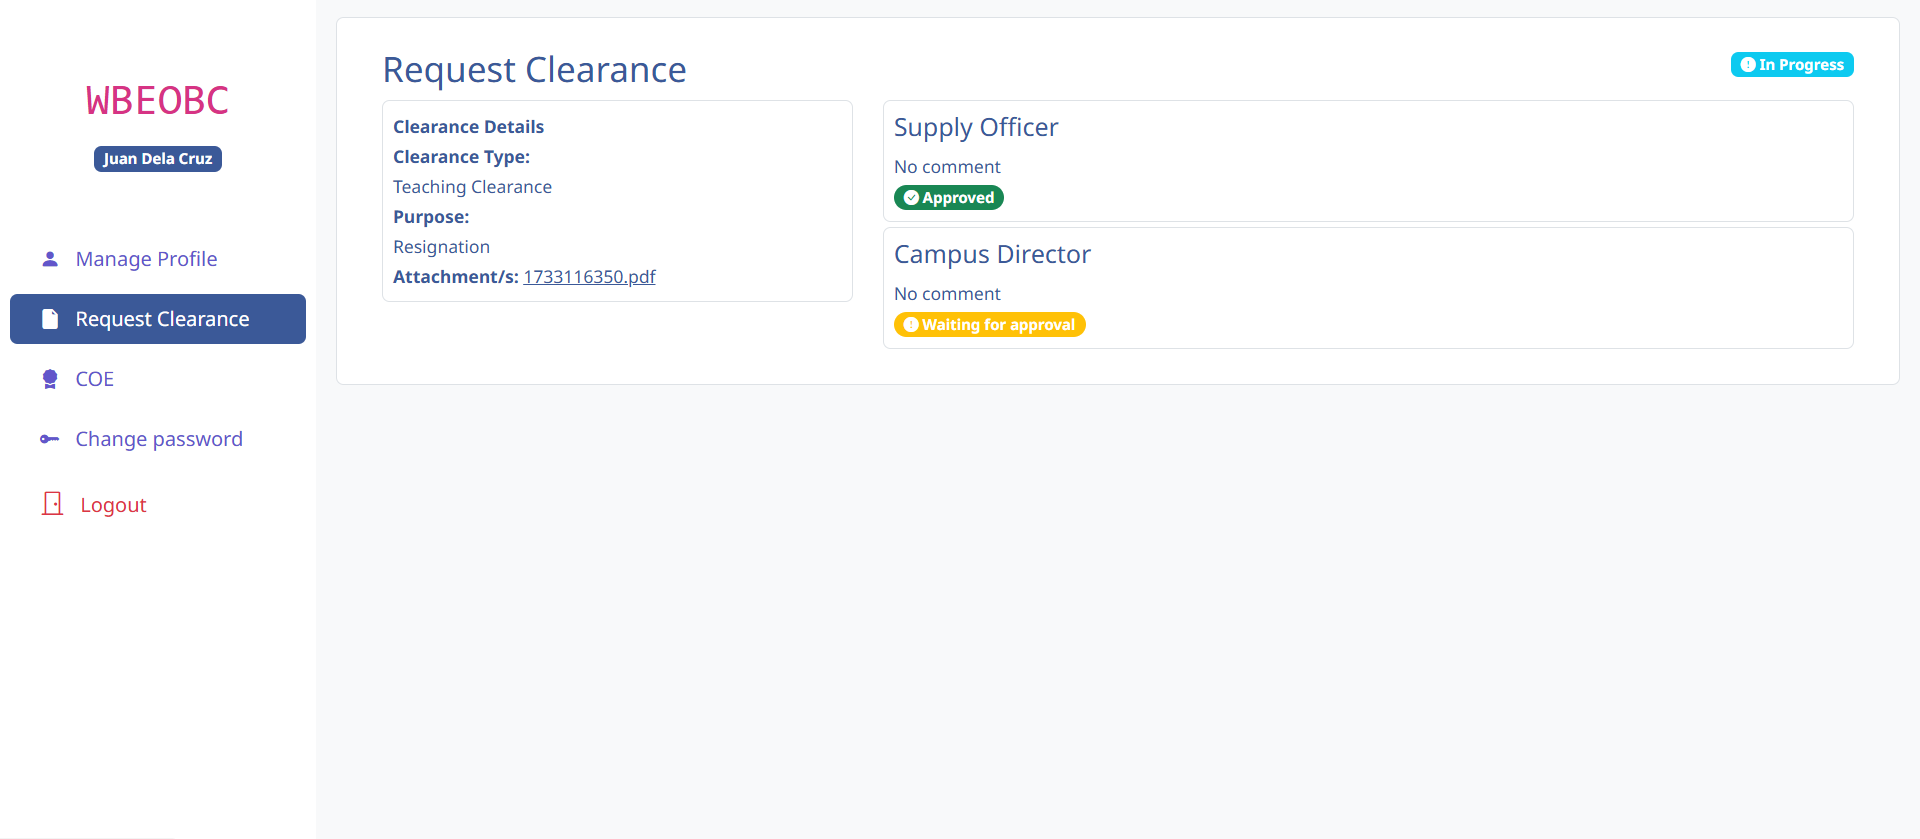 WBEOBC
Juan Dela Cruz
Manage Profile
Request Clearance
COE
Change password
Logout
Request Clearance
In Progress
Clearance Details
Clearance Type:
Teaching Clearance
Purpose:
Resignation
Attachment/s: 1733116350.pdf
Supply Officer
No comment
Approved
Campus Director
No comment
Waiting for approval